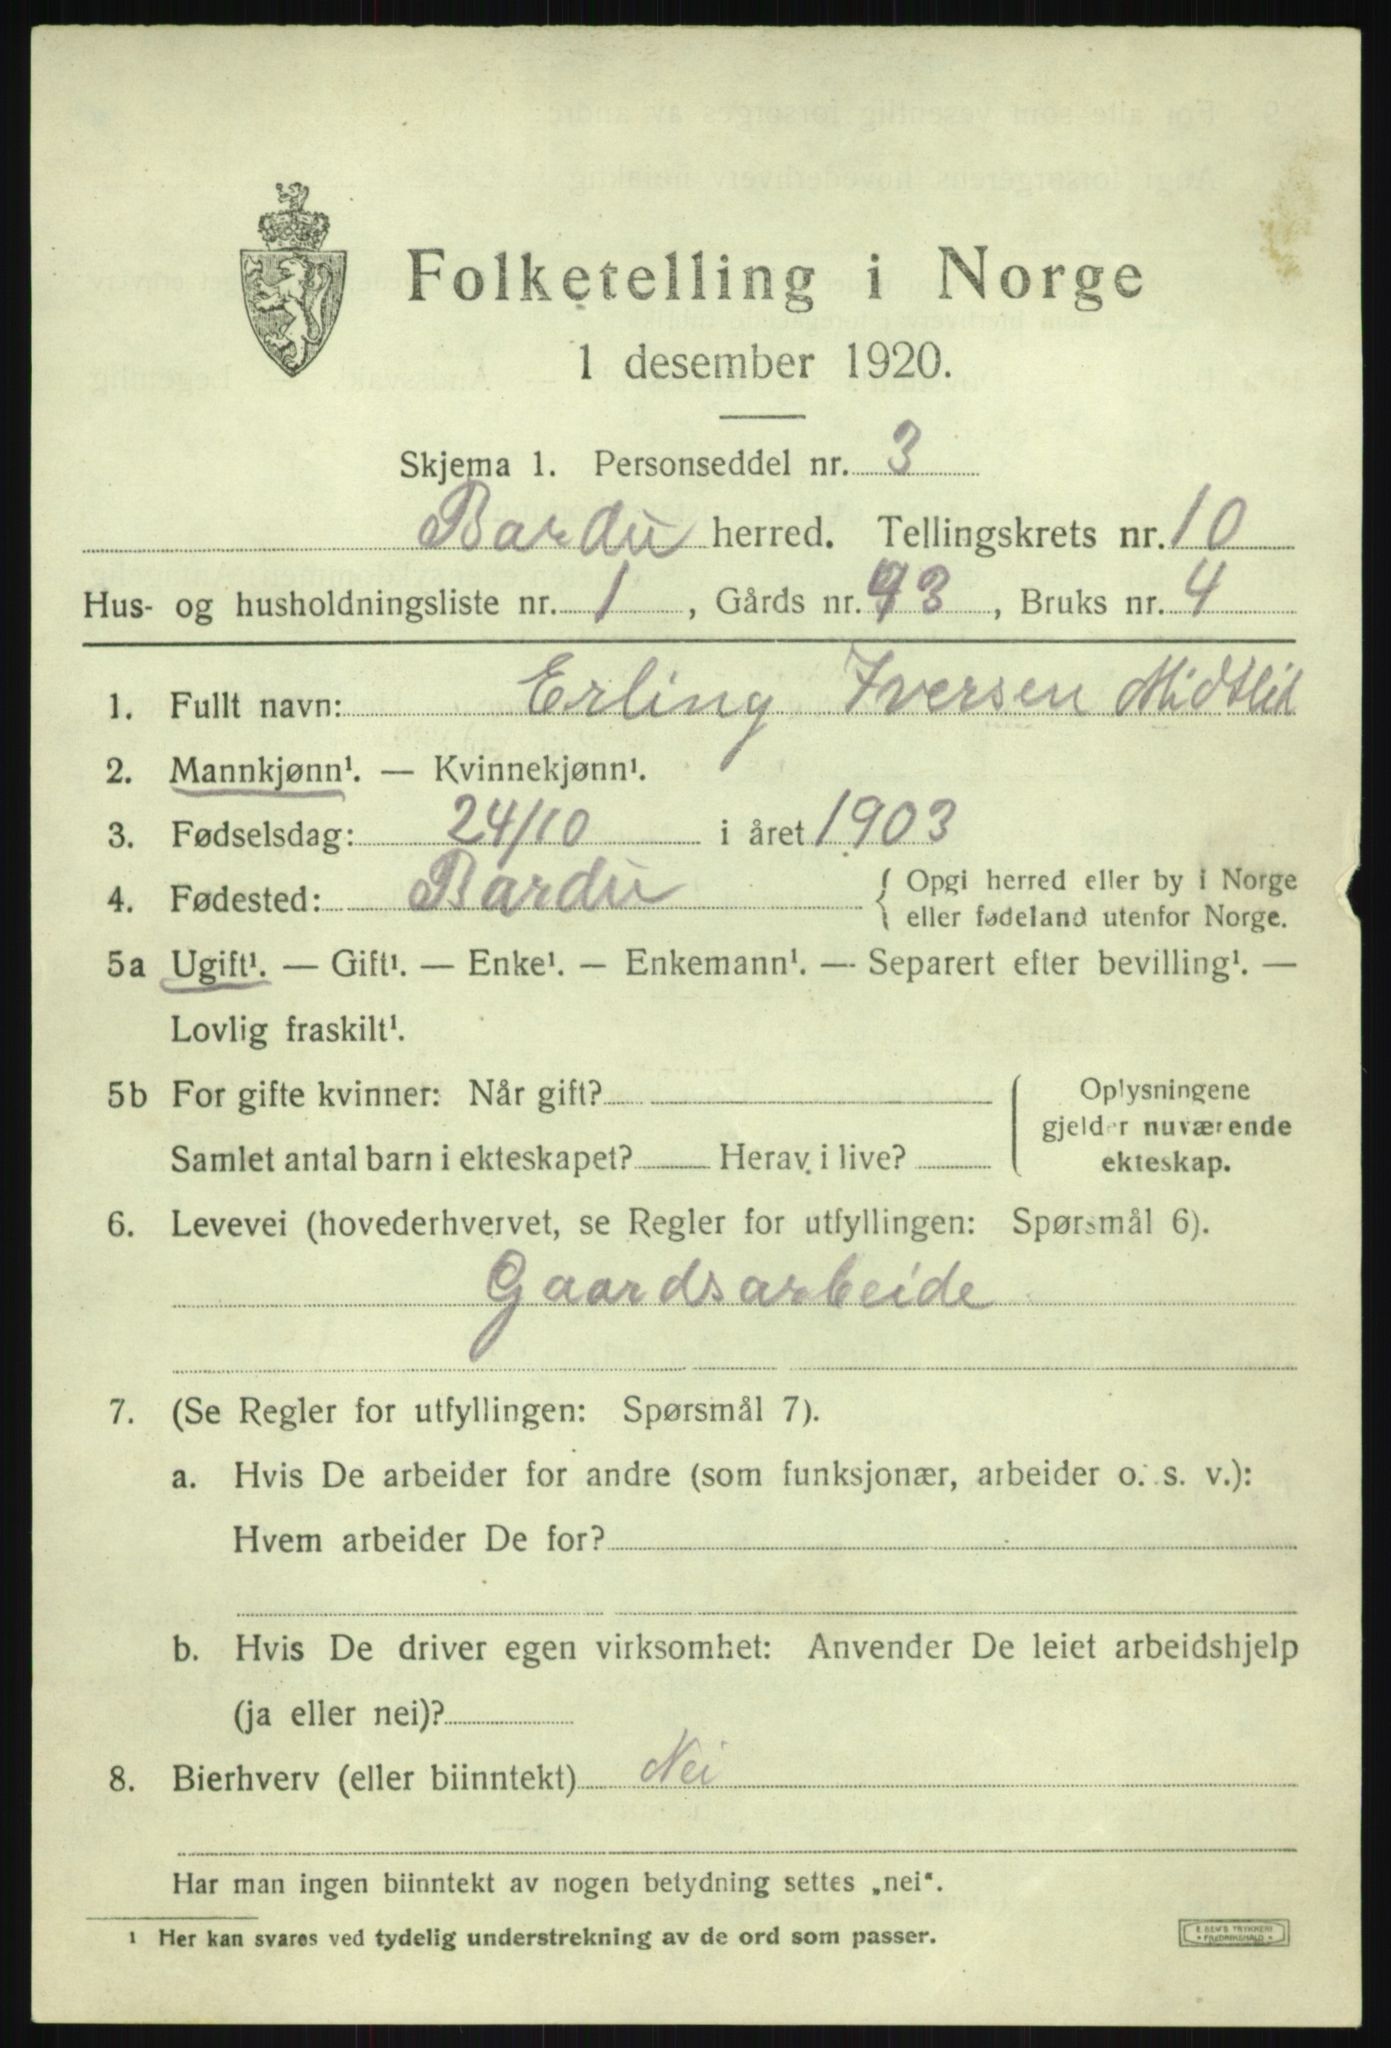 Folketelling i Norge
1 desember 1920.
Skjema 1. Personseddel nr. 3
Bardu herred. Tellingskrets nr. 10
Hus- og husholdningsliste nr. 1, Gårds nr. 93, Bruks nr. 4
1. Fullt navn: Erling Iversen Midtlid
2. Mannkjønn¹. — Kvinnekjønn¹.
3. Fødselsdag: 24/10 i året 1903
4. Fødested: Bardu { Opgi herred eller by i Norge
eller fødeland utenfor Norge.
5a Ugift¹. — Gift¹. — Enke¹. — Enkemann¹. — Separert efter bevilling¹. —
Lovlig fraskilt¹.
5b For gifte kvinner: Når gift? Oplysningene
gjelder nuværende
Samlet antal barn i ekteskapet? Herav i live? ekteskap.
6. Levevei (hovederhvervet, se Regler for utfyllingen: Spørsmål 6).
Gaardsarbeide
7. (Se Regler for utfyllingen: Spørsmål 7).
a. Hvis De arbeider for andre (som funksjonær, arbeider o. s. v.):
Hvem arbeider De for?
b. Hvis De driver egen virksomhet: Anvender De leiet arbeidshjelp
(ja eller nei)?
8. Bierhverv (eller biinntekt) Nei
Har man ingen biinntekt av nogen betydning settes „nei“.
¹ Her kan svares ved tydelig understrekning av de ord som passer.
E. SEM'S TRYKKERI
FREDRIKSHALD